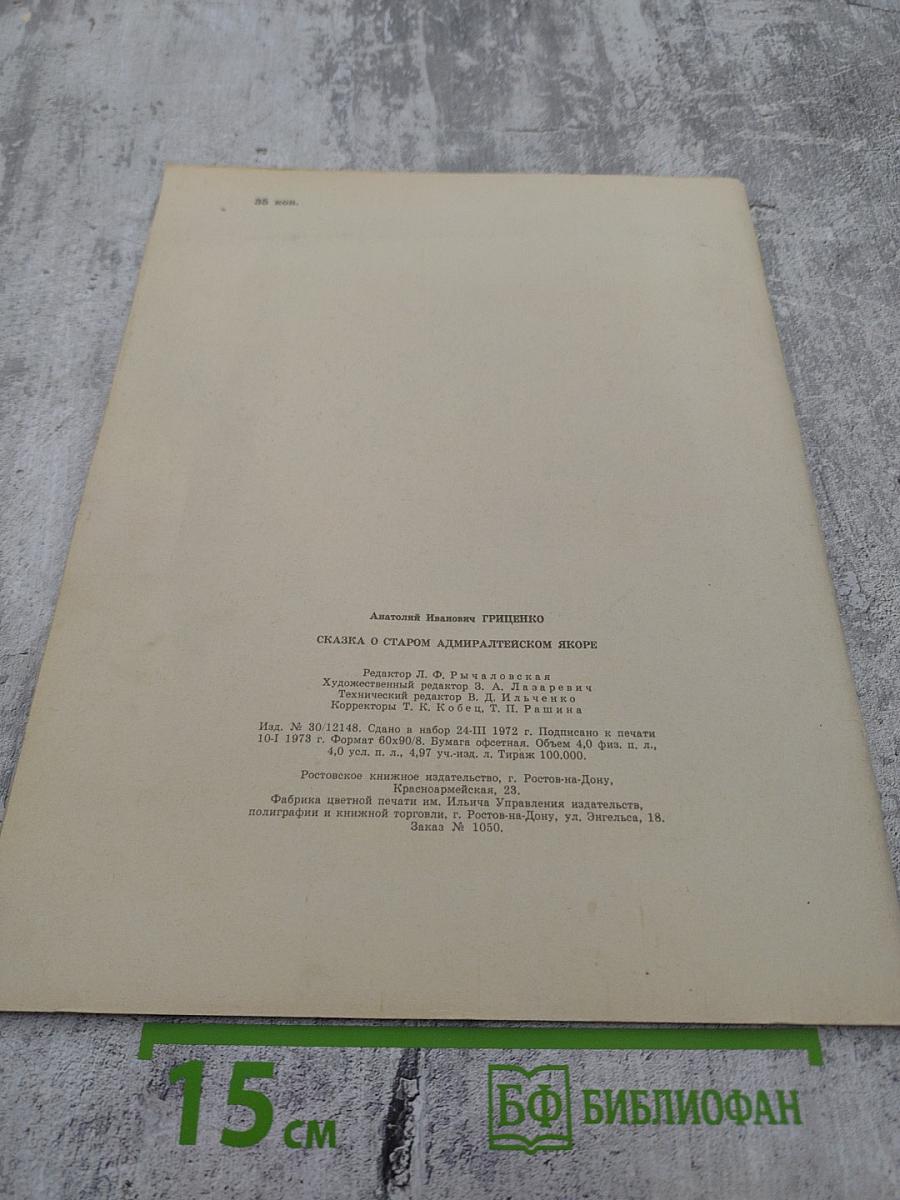 35 коп.
Анатолий Иванович ГРИЦЕНКО
СКАЗКА О СТАРОМ АДМИРАЛТЕЙСКОМ ЯКОРЕ
Редактор Л. Ф. Рычаловская
Художественный редактор З. А. Лазаревич
Технический редактор В. Д. Ильченко
Корректоры Т. К. Кобец, Т. П. Рашина
Изд. № 30/12148. Сдано в набор 24-III 1972 г. Подписано к печати
10-I 1973 г. Формат 60х90/8. Бумага офсетная. Объем 4,0 физ. п. л.,
4,0 усл. п. л., 4,97 уч.-изд. л. Тираж 100.000.
Ростовское книжное издательство, г. Ростов-на-Дону,
Красноармейская, 23.
Фабрика цветной печати им. Ильича Управления издательств,
полиграфии и книжной торговли, г. Ростов-на-Дону, ул. Энгельса, 18.
Заказ № 1050.
15 см
БФ БИБЛИОФАН